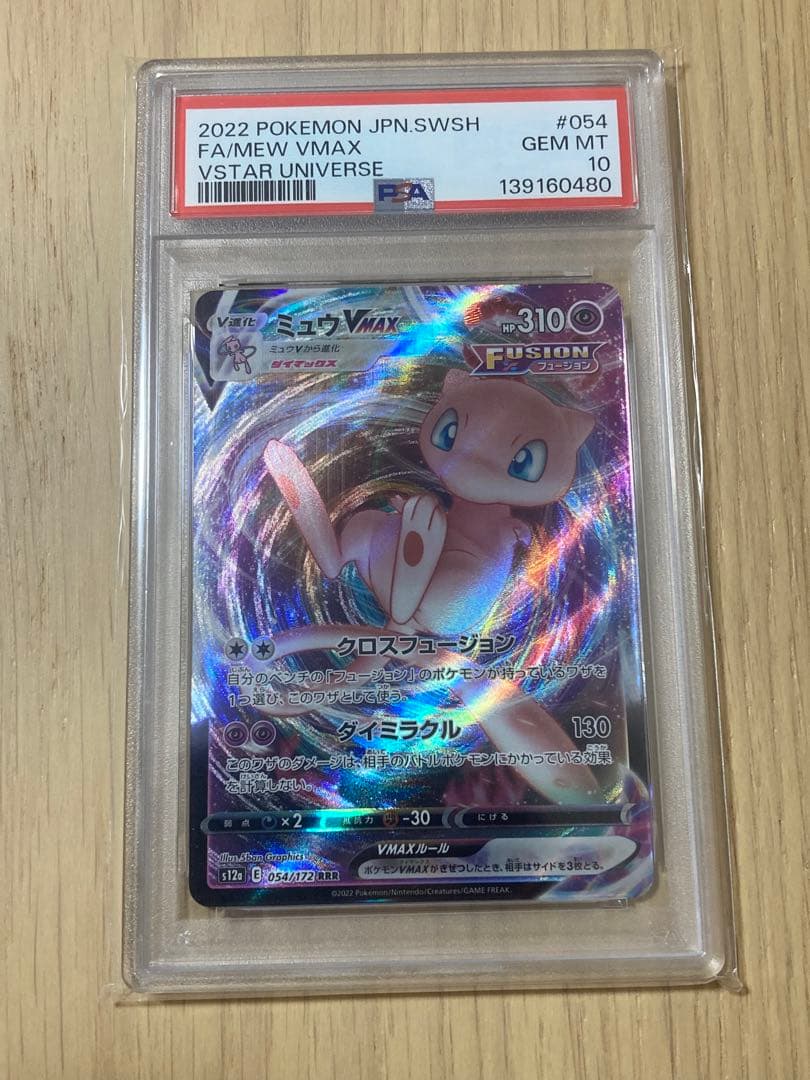 2022 POKEMON JPN.SWSH #054
FA/MEW VMAX GEM MT
VSTAR UNIVERSE 10
PSA 139160480
V進化 ミュウVMAX HP310
ミュウVから進化
ダイマックス
FUSION
フュージョン
クロスフュージョン
自分のベンチの「フュージョン」のポケモンが持っているワザを
1つ選び、このワザとして使う。
ダイミラクル 130
このワザのダメージは、相手のバトルポケモンにかかっている効果
を計算しない。
弱点 ×2 抵抗力 -30 にげる
VMAXルール
ポケモンVMAXがきぜつしたとき、相手はサイドを3枚とる。
Illus.5ban Graphics
s12a E 054/172 RRR
©2022 Pokémon/Nintendo/Creatures/GAME FREAK.